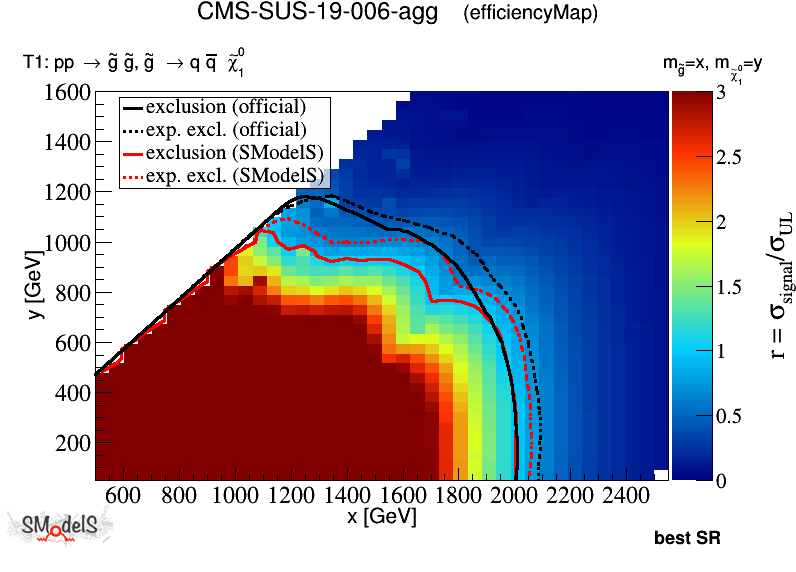 CMS-SUS-19-006-agg (efficiencyMap)
T1: pp → g̃ g̃, g̃ → q q̅ χ̃₁⁰
m_g̃=x, m_χ̃₁⁰=y
exclusion (official)
exp. excl. (official)
exclusion (SModelS)
exp. excl. (SModelS)
1600
1400
1200
1000
800
600
400
200
y [GeV]
600 800 1000 1200 1400 1600 1800 2000 2200 2400
x [GeV]
3
2.5
2
1.5
1
0.5
0
r = σ_signal/σ_UL
SModelS
best SR